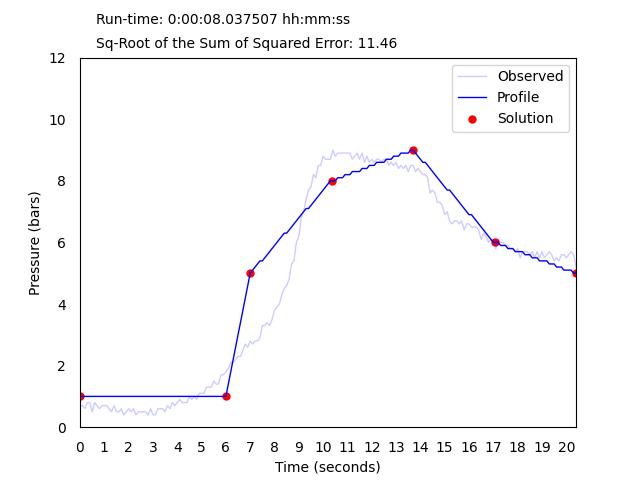 Run-time: 0:00:08.037507 hh:mm:ss
Sq-Root of the Sum of Squared Error: 11.46
12
10
8
6
4
2
0
Pressure (bars)
Observed
Profile
Solution
0 1 2 3 4 5 6 7 8 9 10 11 12 13 14 15 16 17 18 19 20
Time (seconds)